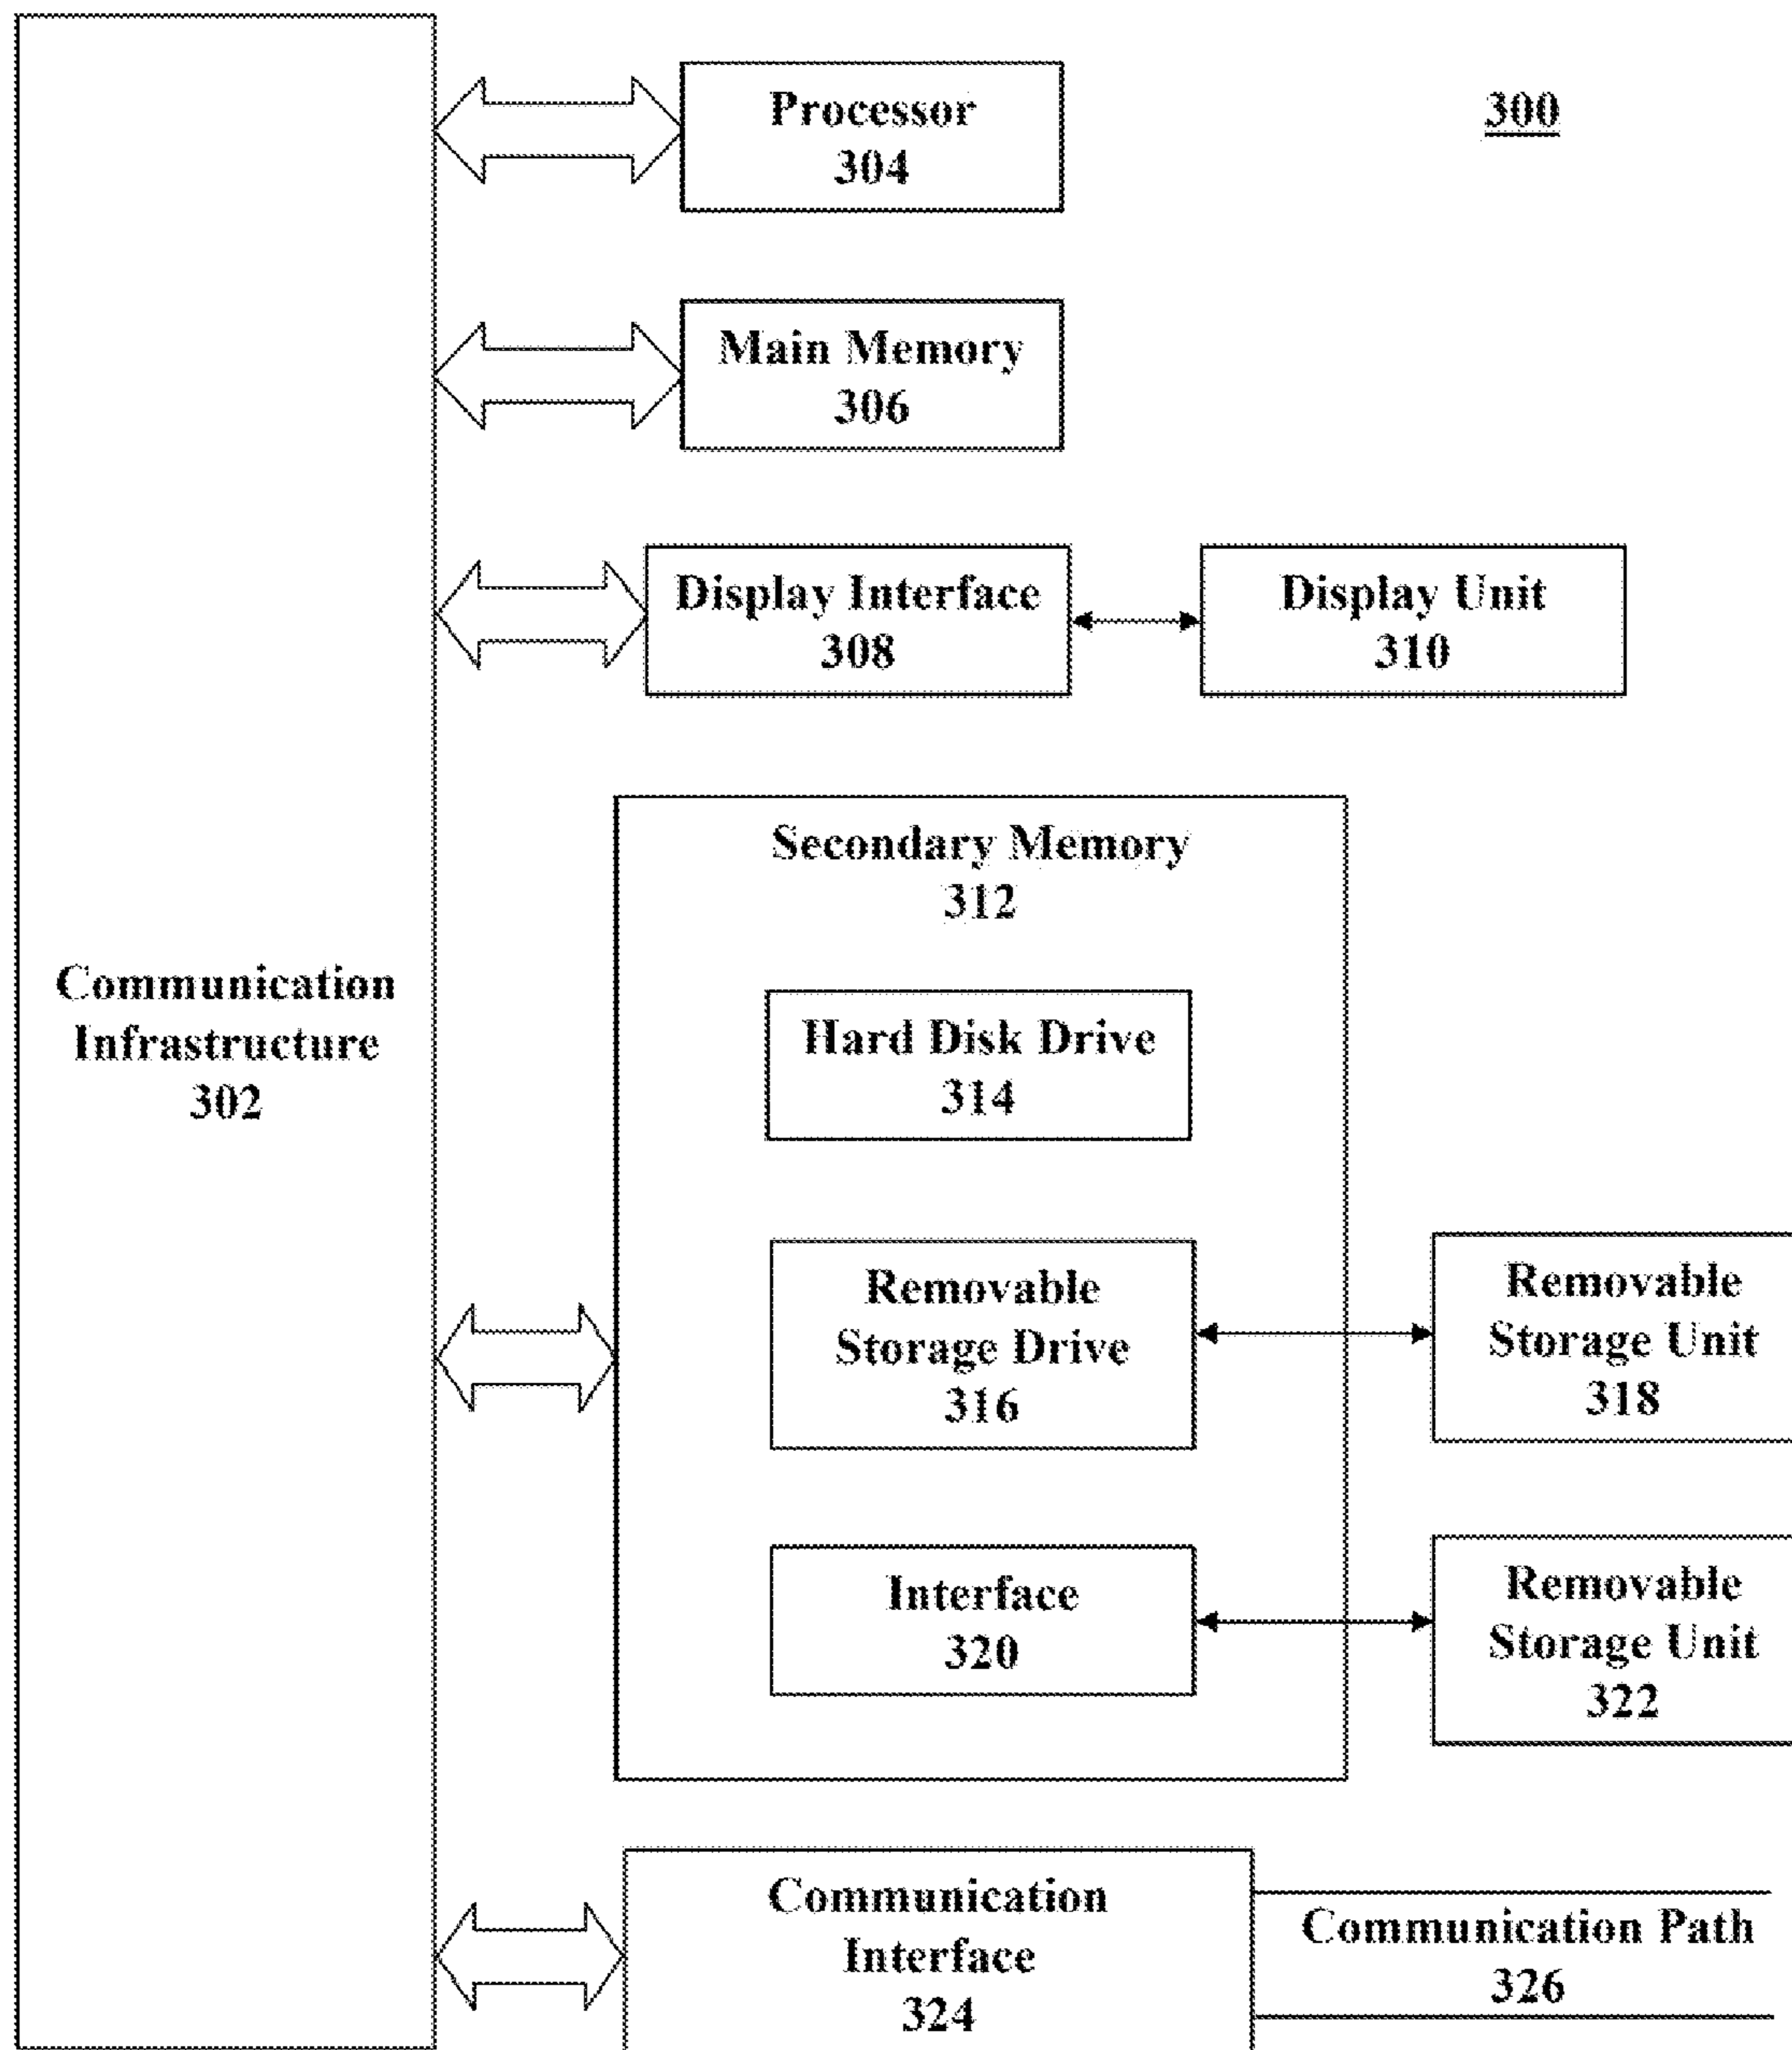 300
Processor
304
Main Memory
306
Display Interface
308
Display Unit
310
Secondary Memory
312
Communication
Infrastructure
302
Hard Disk Drive
314
Removable
Storage Drive
316
Removable
Storage Unit
318
Interface
320
Removable
Storage Unit
322
Communication
Interface
324
Communication Path
326